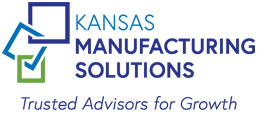 KANSAS
MANUFACTURING
SOLUTIONS
Trusted Advisors for Growth